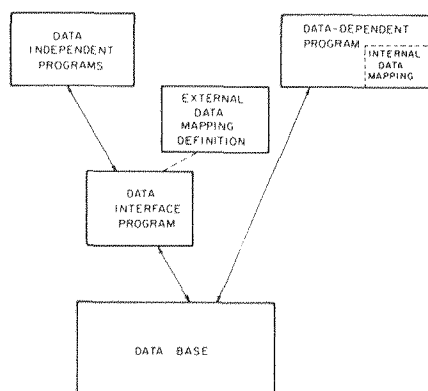 DATA
INDEPENDENT
PROGRAMS
DATA-DEPENDENT
PROGRAM
INTERNAL
DATA
MAPPING
EXTERNAL
DATA
MAPPING
DEFINITION
DATA
INTERFACE
PROGRAM
DATA BASE